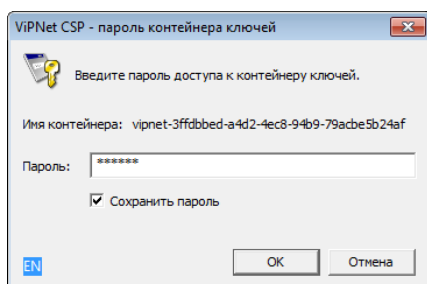 ViPNet CSP - пароль контейнера ключей
Введите пароль доступа к контейнеру ключей.
Имя контейнера: vipnet-3ffdbbed-a4d2-4ec8-94b9-79acbe5b24af
Пароль: ******
Сохранить пароль
EN OK Отмена